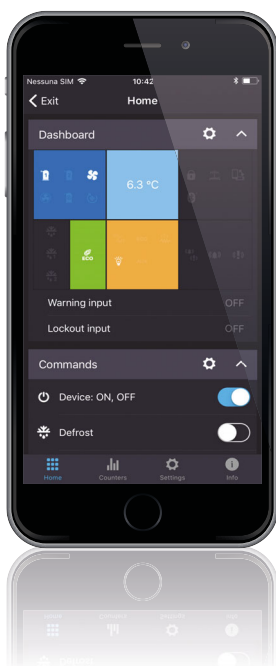 Nessuna SIM 10:42
Exit Home
Dashboard
6.3 °C
ECO
Warning input OFF
Lockout input OFF
Commands
Device: ON, OFF
Defrost
Home Counters Settings Info